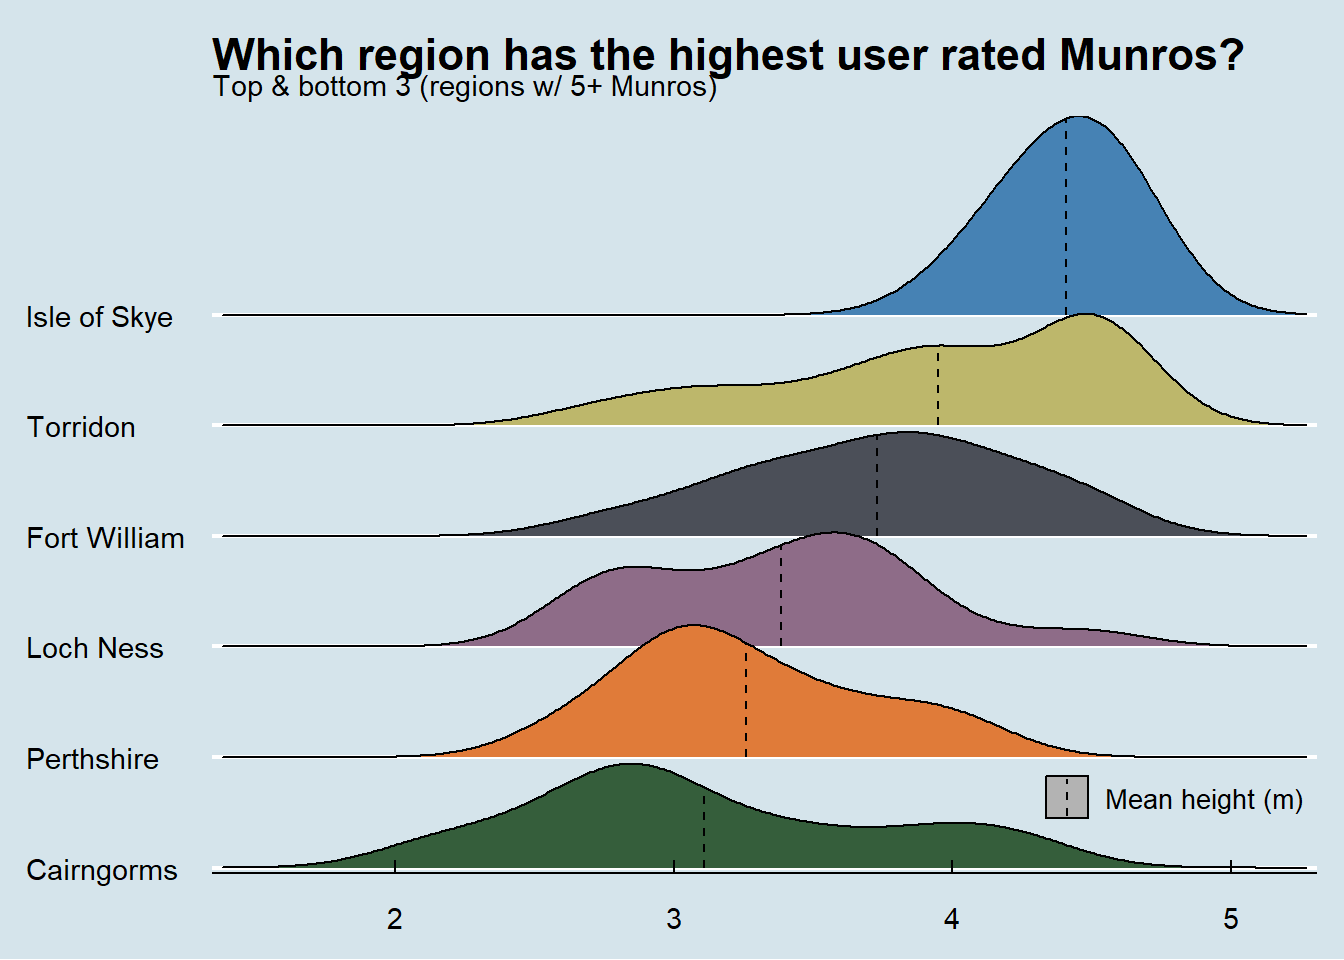 Which region has the highest user rated Munros?
Top & bottom 3 (regions w/ 5+ Munros)
Isle of Skye
Torridon
Fort William
Loch Ness
Perthshire
Mean height (m)
Cairngorms
2 3 4 5